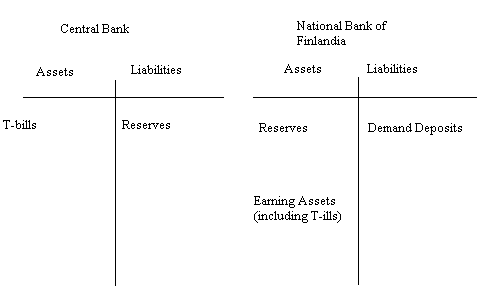 Central Bank
Assets
Liabilities
T-bills
Reserves
National Bank of
Finlandia
Assets
Liabilities
Reserves
Demand Deposits
Earning Assets
(including T-ills)